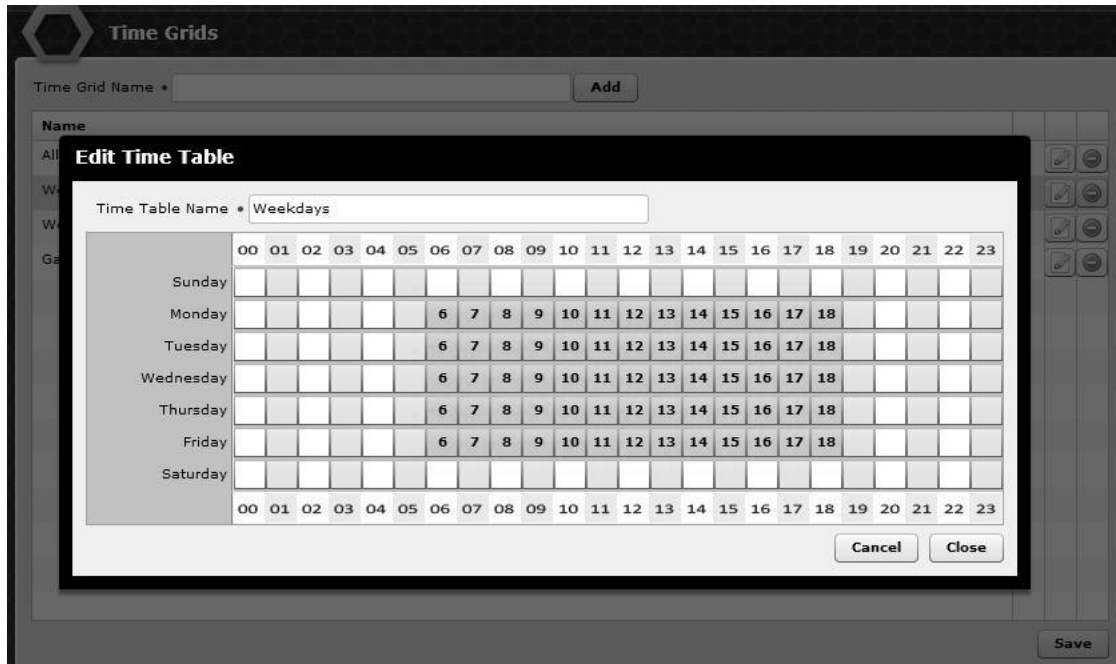 Time Grids
Time Grid Name • Add
Name
All
We
We
Ga
Edit Time Table
Time Table Name • Weekdays
00 01 02 03 04 05 06 07 08 09 10 11 12 13 14 15 16 17 18 19 20 21 22 23
Sunday
Monday 6 7 8 9 10 11 12 13 14 15 16 17 18
Tuesday 6 7 8 9 10 11 12 13 14 15 16 17 18
Wednesday 6 7 8 9 10 11 12 13 14 15 16 17 18
Thursday 6 7 8 9 10 11 12 13 14 15 16 17 18
Friday 6 7 8 9 10 11 12 13 14 15 16 17 18
Saturday
00 01 02 03 04 05 06 07 08 09 10 11 12 13 14 15 16 17 18 19 20 21 22 23
Cancel Close
Save